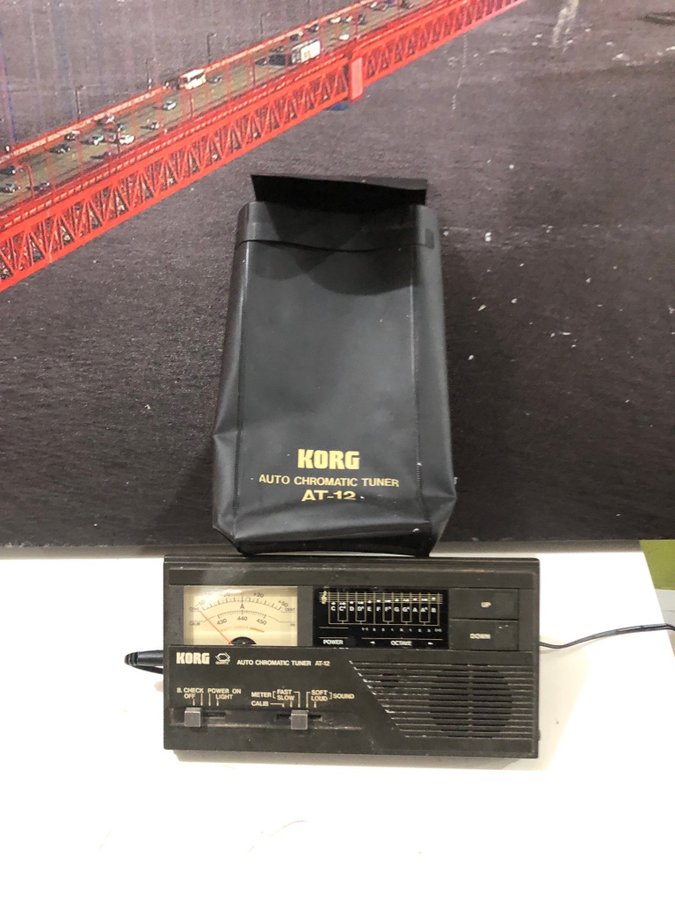 KORG
AUTO CHROMATIC TUNER
AT-12
A
430 440 450
C C# D D# E F F# G G# A A# B
POWER OCTAVE
UP
DOWN
KORG AUTO CHROMATIC TUNER AT-12
B. CHECK POWER ON
OFF LIGHT
METER FAST SLOW
CALIB
SOFT LOUD SOUND